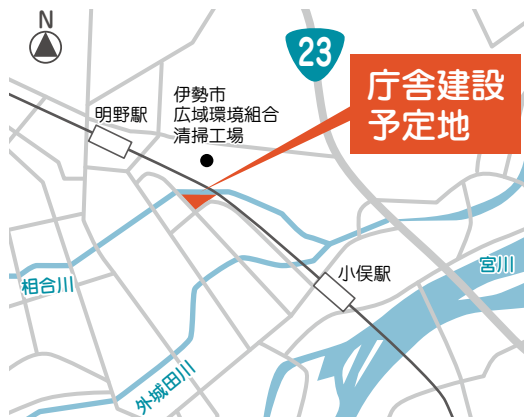 N
23
庁舎建設
予定地
伊勢市
広域環境組合
清掃工場
明野駅
小俣駅
宮川
相合川
外城田川